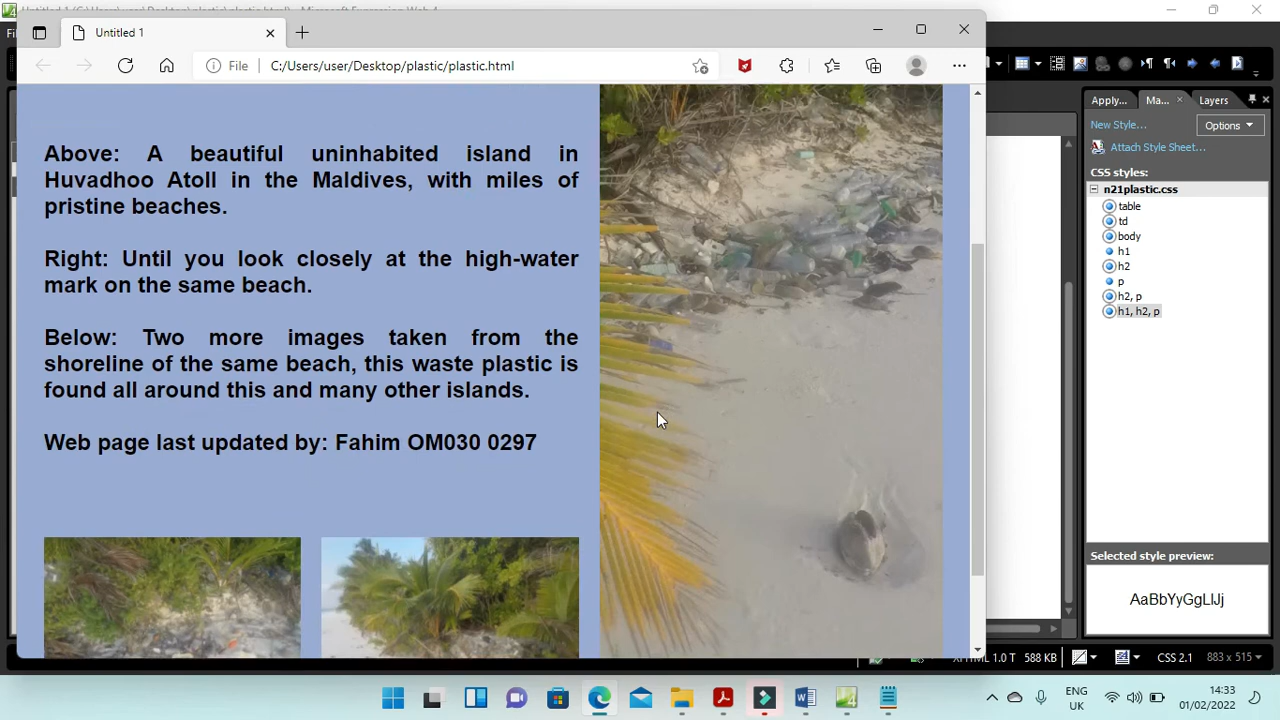 Untitled 1
File
C:/Users/user/Desktop/plastic/plastic.html
Above: A beautiful uninhabited island in
Huvadhoo Atoll in the Maldives, with miles of
pristine beaches.
Right: Until you look closely at the high-water
mark on the same beach.
Below: Two more images taken from the
shoreline of the same beach, this waste plastic is
found all around this and many other islands.
Web page last updated by: Fahim OM030 0297
Apply...
Ma...
Layers
New Style...
Options
Attach Style Sheet...
CSS styles:
n21plastic.css
table
td
body
h1
h2
p
h2, p
h1, h2, p
Selected style preview:
AaBbYyGgLlJj
XHTML 1.0 T
588 KB
CSS 2.1
883 x 515
ENG
UK
14:33
01/02/2022